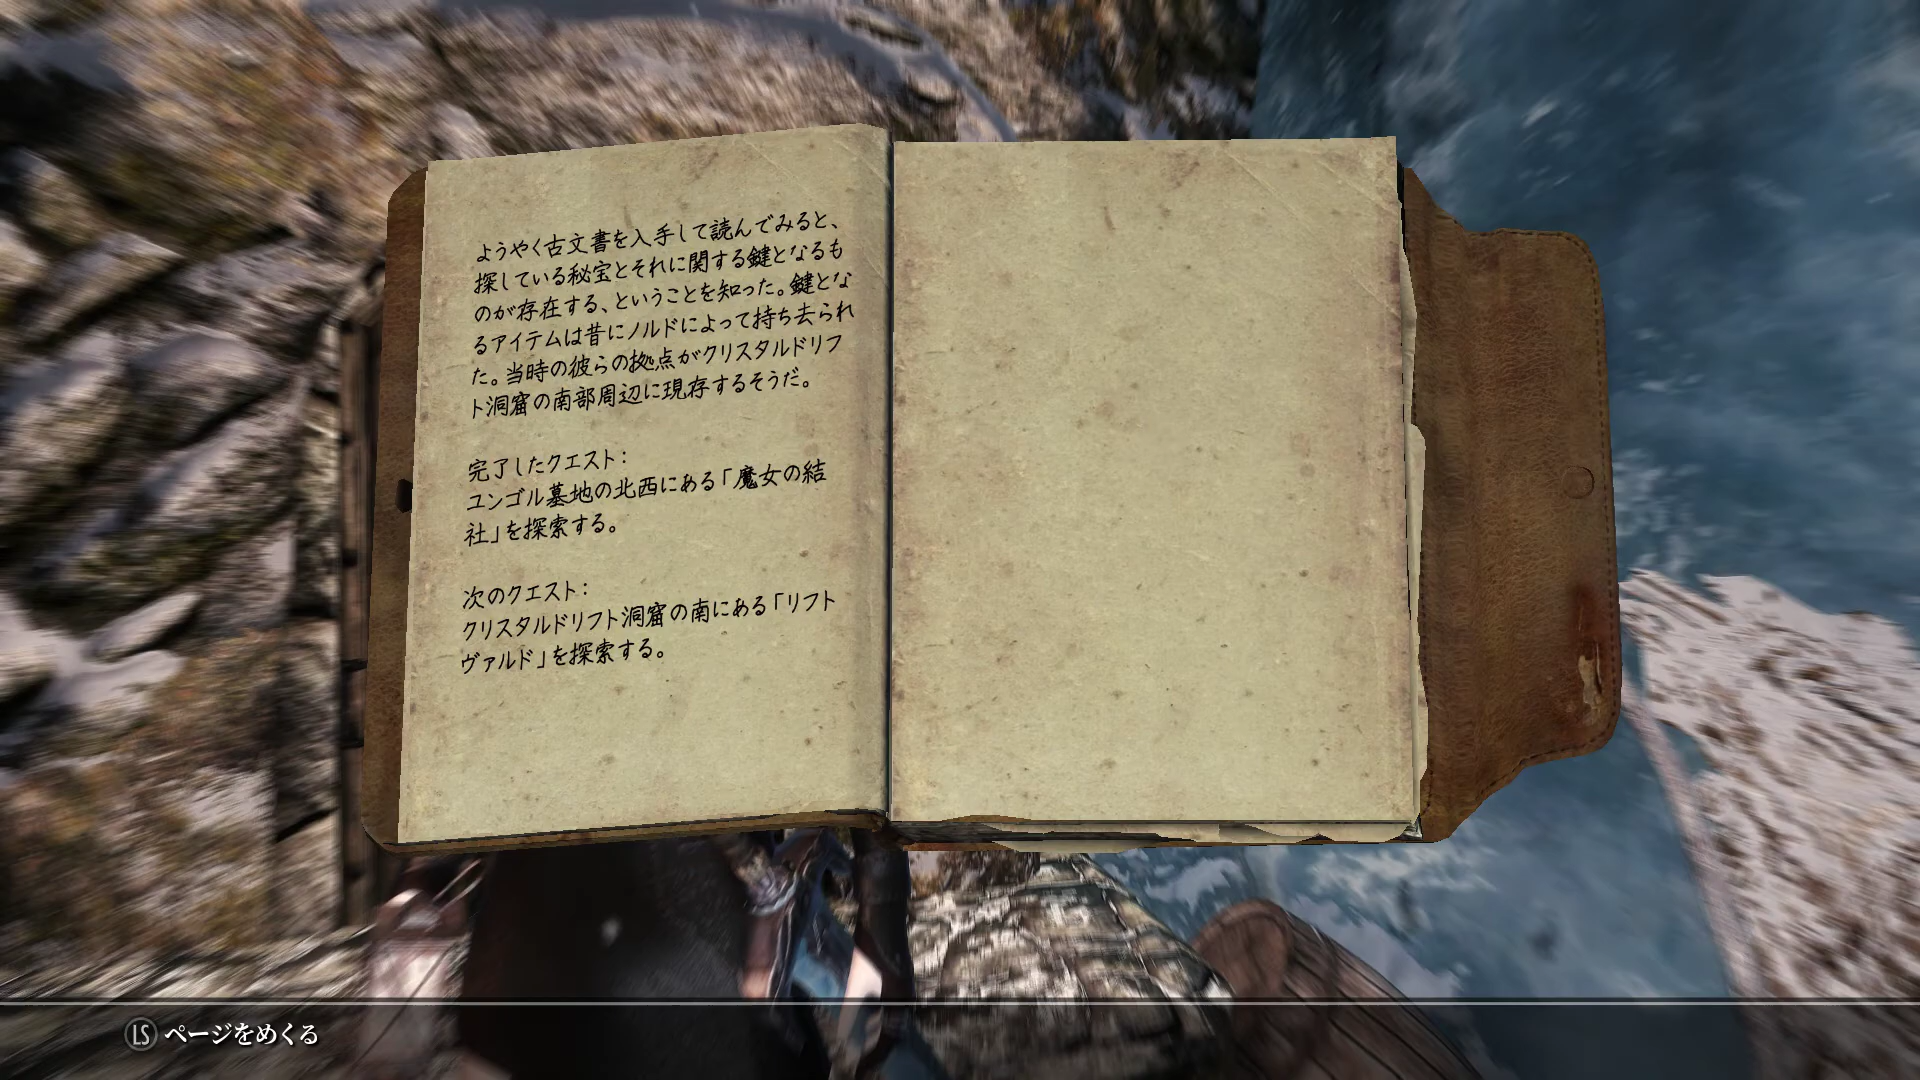 ようやく古文書を入手して読んでみると、
探している秘宝とそれに関する鍵となるも
のが存在する、ということを知った。鍵とな
るアイテムは昔にノルドによって持ち去られ
た。当時の彼らの拠点がクリスタルドリフ
ト洞窟の南部周辺に現存するそうだ。
完了したクエスト:
ユンゴル墓地の北西にある「魔女の結
社」を探索する。
次のクエスト:
クリスタルドリフト洞窟の南にある「リフト
ヴァルド」を探索する。
LS ページをめくる